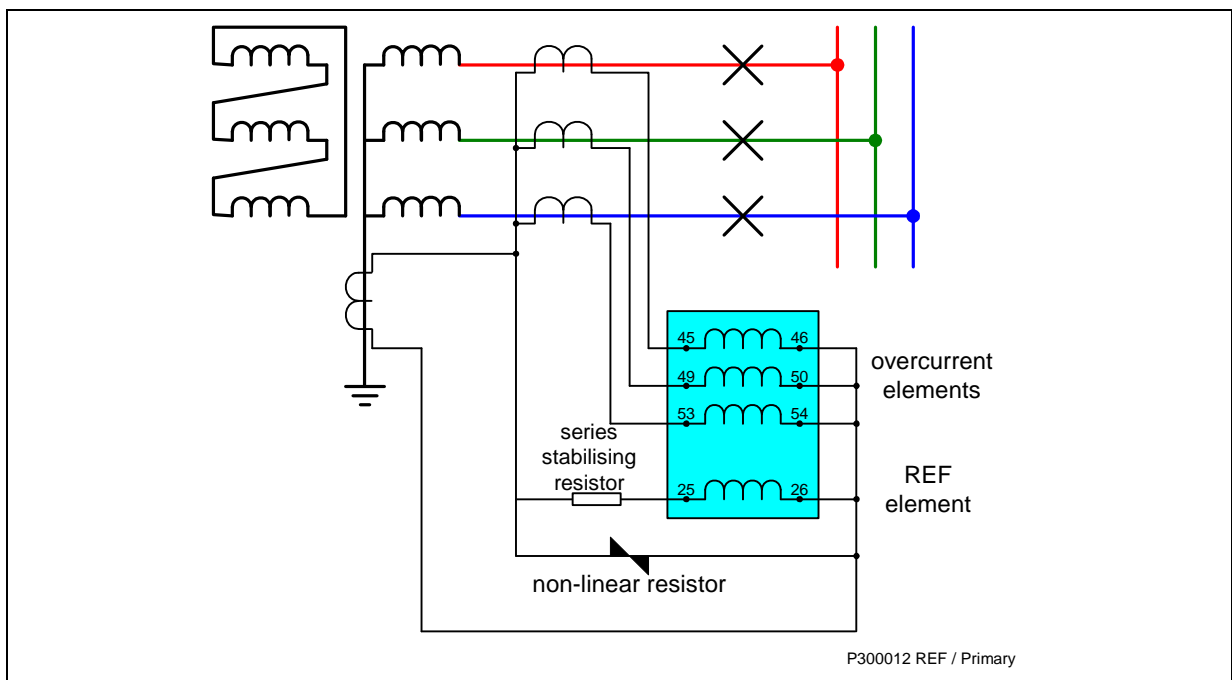 45 46
overcurrent
elements
49 50
53 54
series
stabilising
resistor
25 26
REF
element
non-linear resistor
P300012 REF / Primary